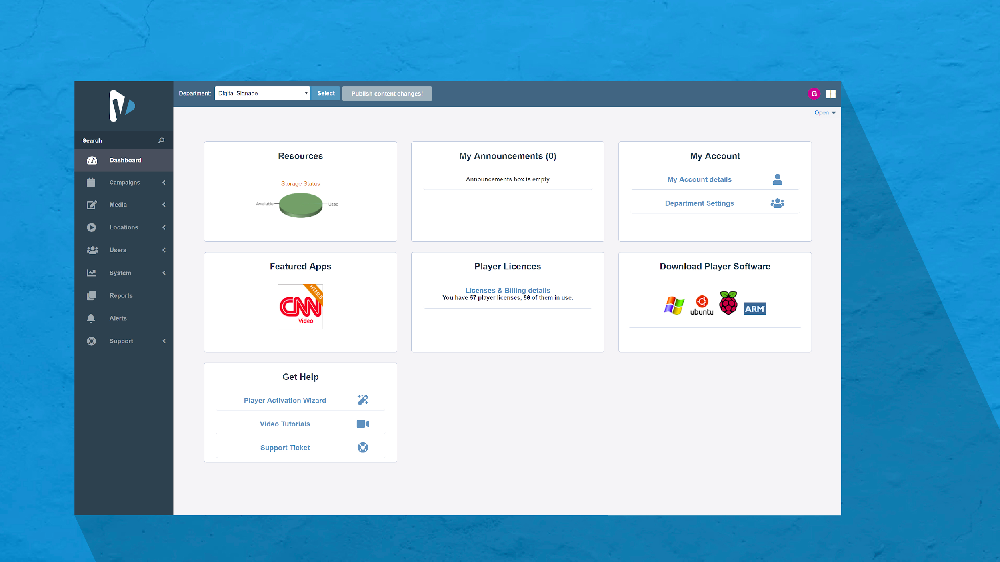 Department: Digital Signage Select Publish content changes! G
Open
Search
Dashboard
Campaigns
Media
Locations
Users
System
Reports
Alerts
Support
Resources
Storage Status
Available Used
My Announcements (0)
Announcements box is empty
My Account
My Account details
Department Settings
Featured Apps
HTML5
CNN
Video
Player Licences
Licenses & Billing details
You have 57 player licenses, 56 of them in use.
Download Player Software
ubuntu
ARM
Get Help
Player Activation Wizard
Video Tutorials
Support Ticket